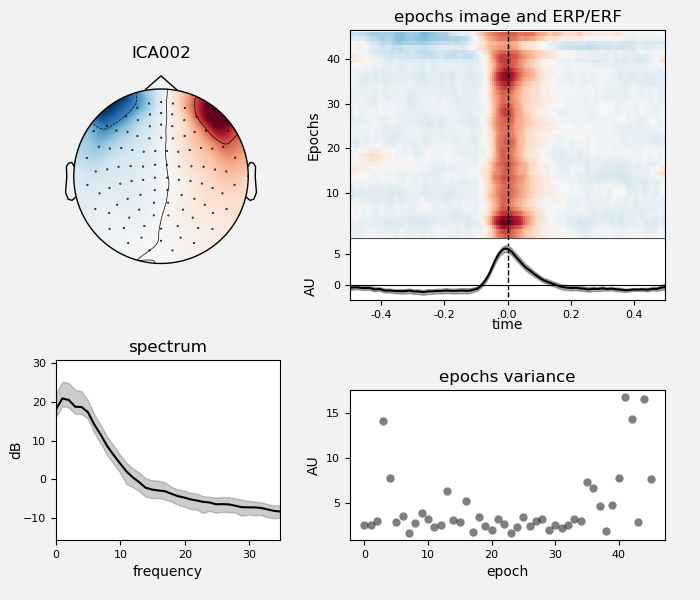 ICA002
epochs image and ERP/ERF
Epochs
40
30
20
10
AU
5
0
-0.4 -0.2 0.0 0.2 0.4
time
spectrum
dB
30
20
10
0
−10
0 10 20 30
frequency
epochs variance
AU
15
10
5
0 10 20 30 40
epoch